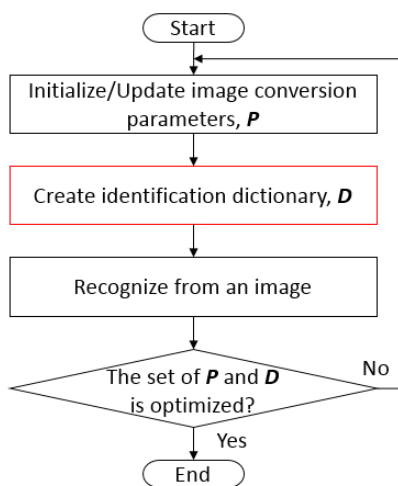 Start
Initialize/Update image conversion
parameters, P
Create identification dictionary, D
Recognize from an image
The set of P and D
is optimized?
No
Yes
End